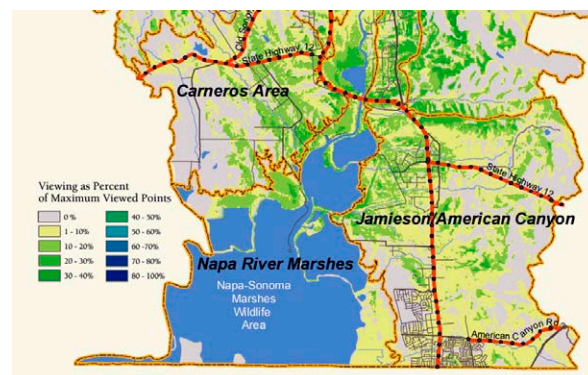 Old Sonoma
State Highway 12
Carneros Area
Viewing as Percent
of Maximum Viewed Points
0 %
40 - 50%
1 - 10%
50 - 60%
10 - 20%
60 -70%
20 - 30%
70 - 80%
30 - 40%
80 - 100%
State Highway 12
Jamieson/American Canyon
Napa River Marshes
Napa-Sonoma
Marshes
Wildlife
Area
American Canyon Rd